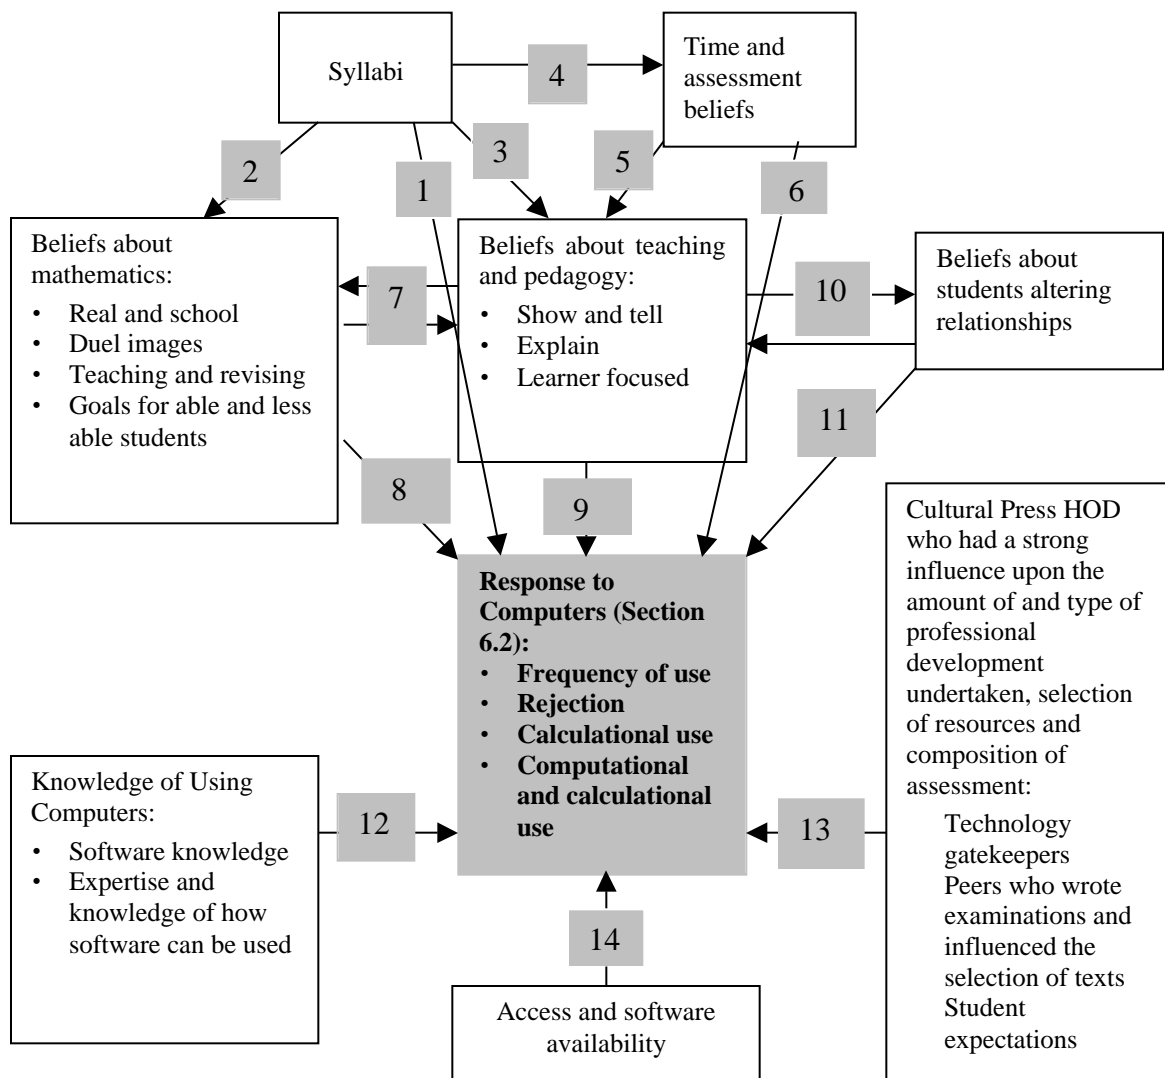 Syllabi
4
Time and
assessment
beliefs
2
1
3
5
6
Beliefs about
mathematics:
• Real and school
• Duel images
• Teaching and revising
• Goals for able and less
able students
7
Beliefs about teaching
and pedagogy:
• Show and tell
• Explain
• Learner focused
10
Beliefs about
students altering
relationships
8
9
11
Response to
Computers (Section
6.2):
• Frequency of use
• Rejection
• Calculational use
• Computational
and calculational
use
Cultural Press HOD
who had a strong
influence upon the
amount of and type of
professional
development
undertaken, selection
of resources and
composition of
assessment:
Technology
gatekeepers
Peers who wrote
examinations and
influenced the
selection of texts
Student
expectations
Knowledge of Using
Computers:
• Software knowledge
• Expertise and
knowledge of how
software can be used
12
13
14
Access and software
availability